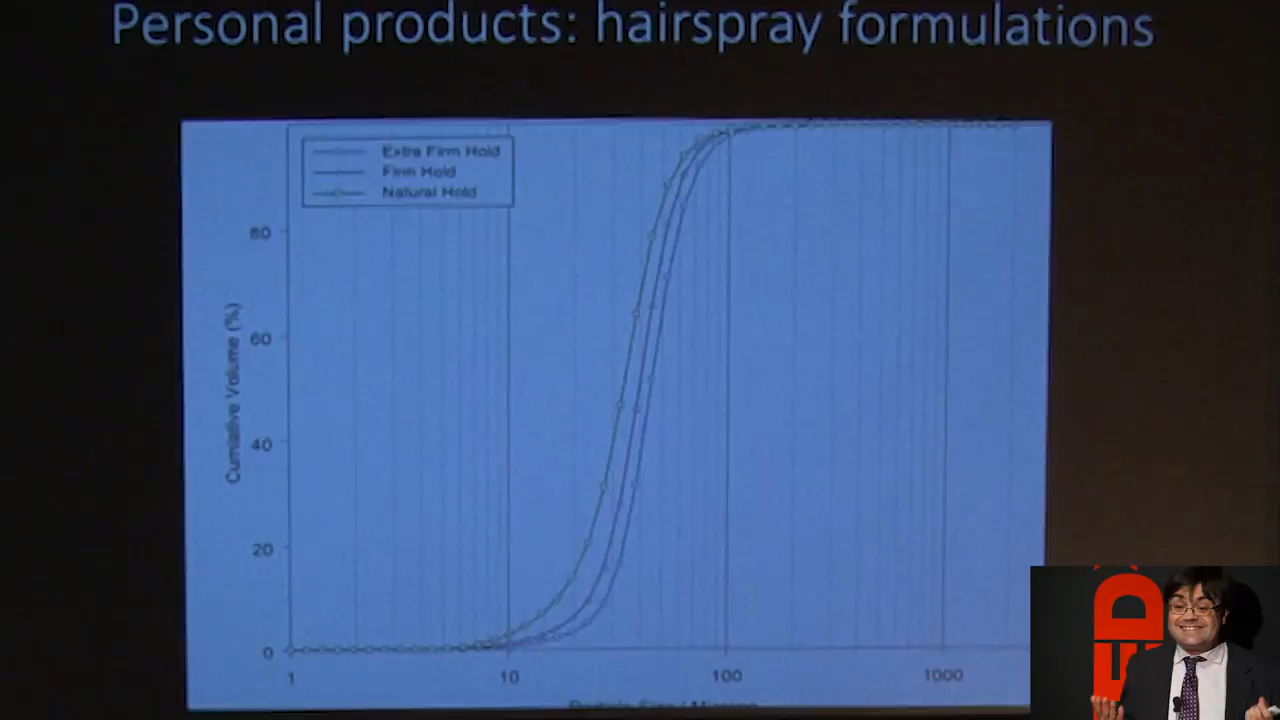 Personal products: hairspray formulations
Extra Firm Hold
Firm Hold
Natural Hold
80
60
40
20
0
Cumlative Volume (%)
1
10
100
1000